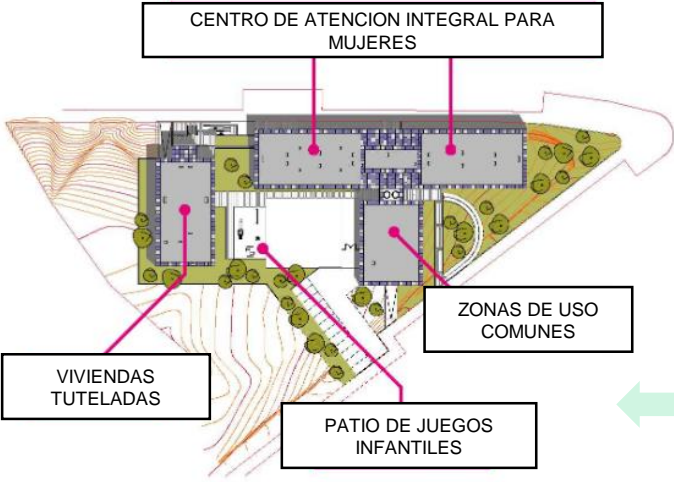 CENTRO DE ATENCION INTEGRAL PARA
MUJERES
ZONAS DE USO
COMUNES
VIVIENDAS
TUTELADAS
PATIO DE JUEGOS
INFANTILES